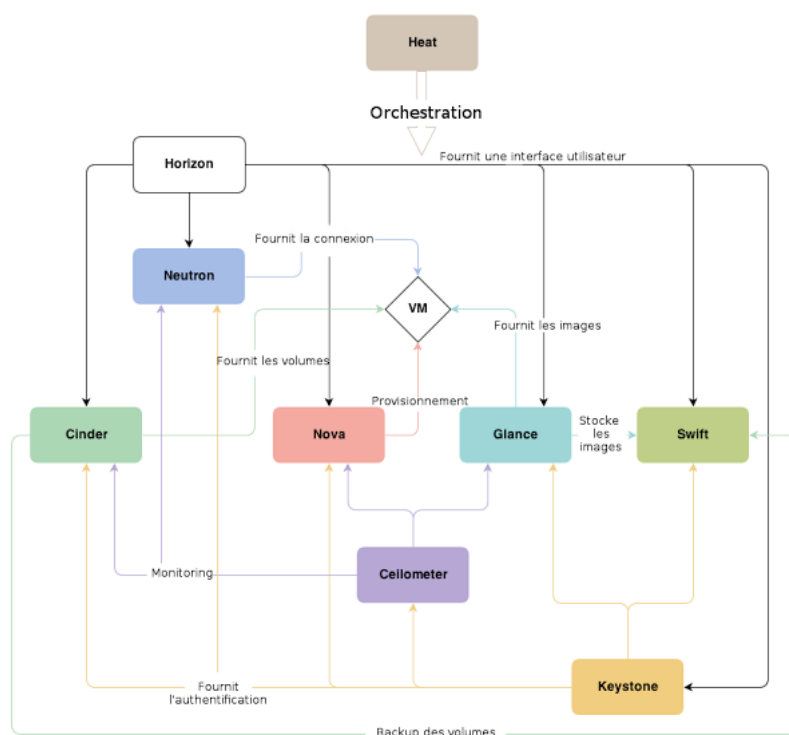 Heat
Orchestration
Fournit une interface utilisateur
Horizon
Fournit la connexion
Neutron
VM
Fournit les images
Fournit les volumes
Provisionnement
Cinder
Nova
Glance
Stocke
les
images
Swift
Monitoring
Ceilometer
Keystone
Fournit
l'authentification
Backup des volumes